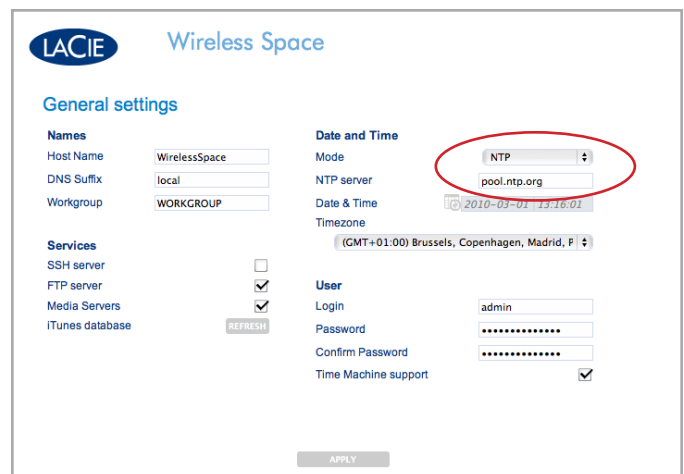 LACIE
Wireless Space
General settings
Names
Host Name WirelessSpace
DNS Suffix local
Workgroup WORKGROUP
Services
SSH server
FTP server
Media Servers
iTunes database REFRESH
Date and Time
Mode NTP
NTP server pool.ntp.org
Date & Time 2010-03-01 13:16:01
Timezone
(GMT+01:00) Brussels, Copenhagen, Madrid, P
User
Login admin
Password ••••••••••••••
Confirm Password ••••••••••••••
Time Machine support
APPLY